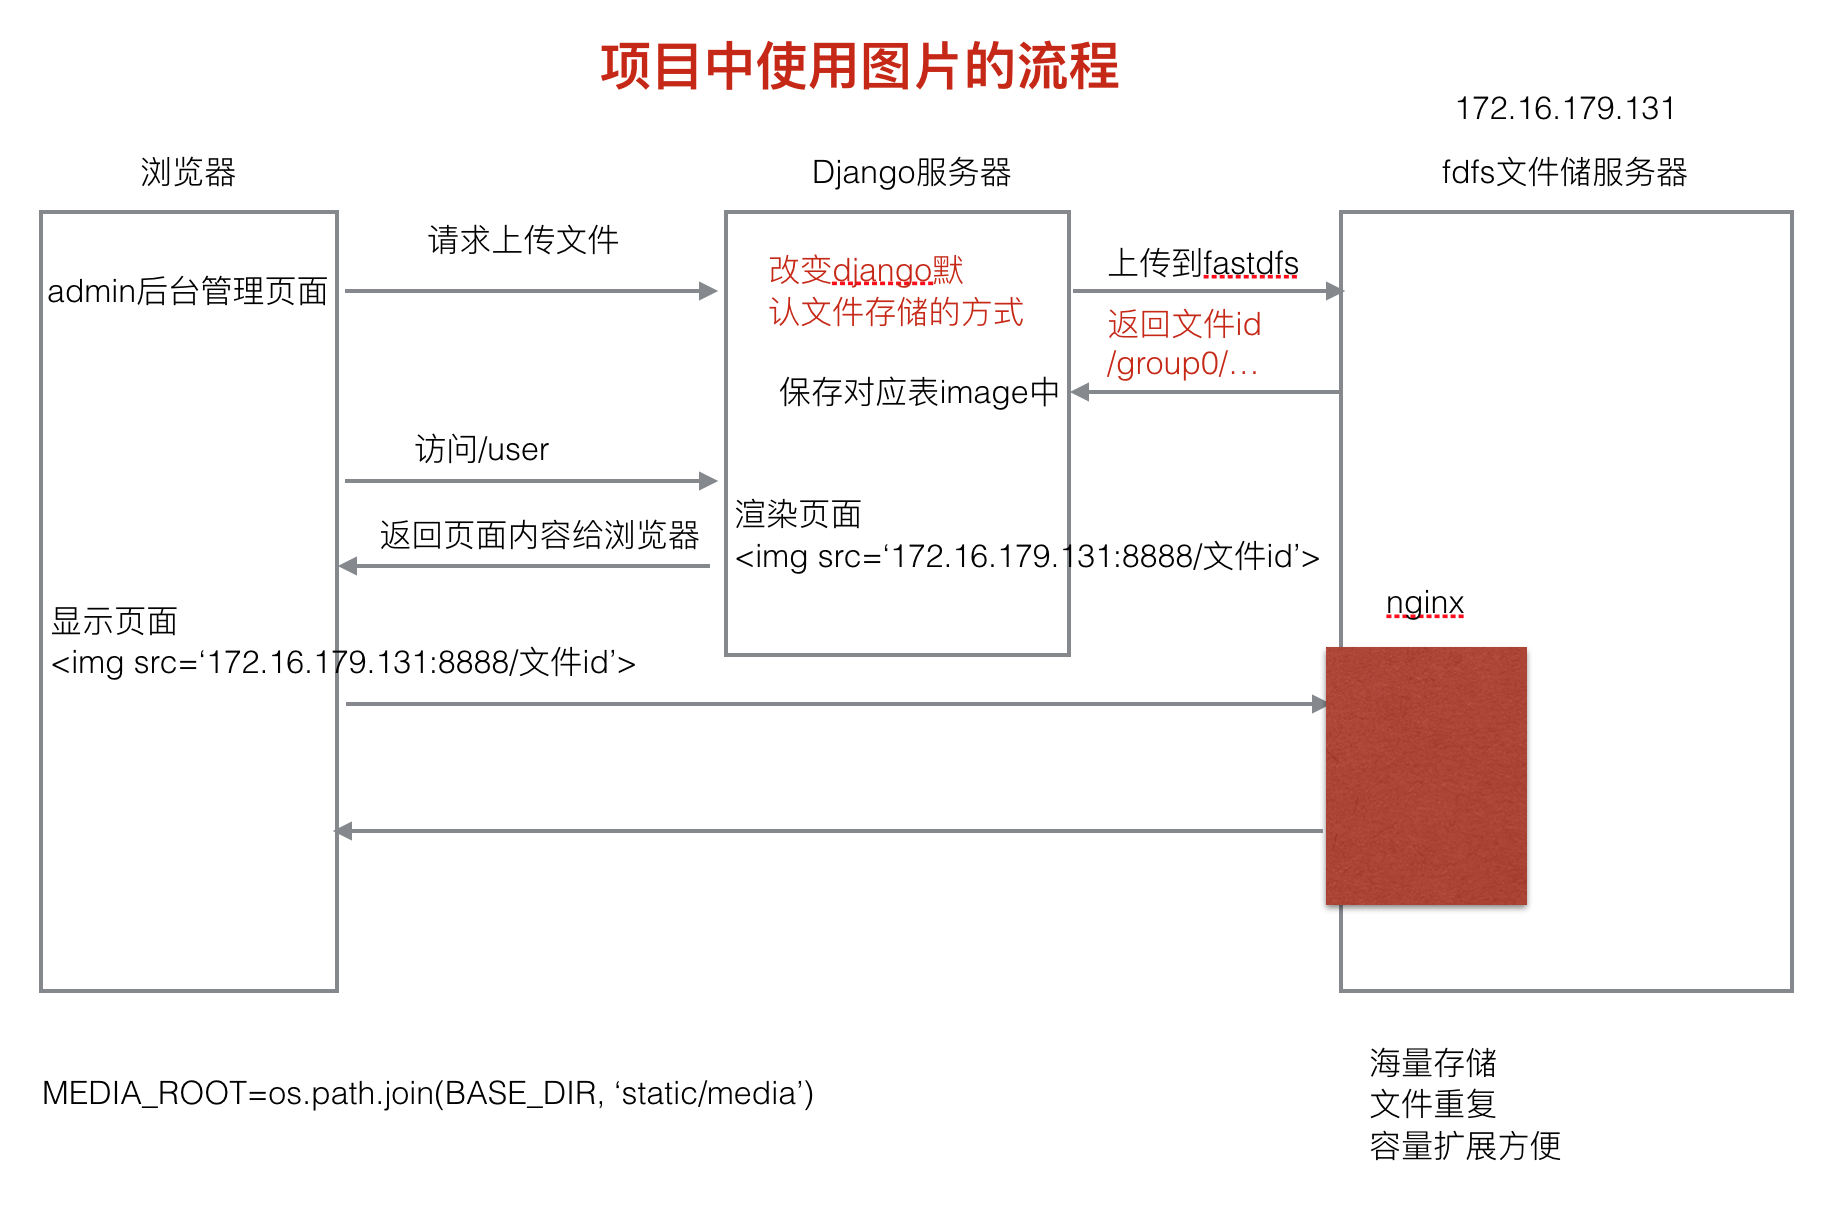 项目中使用图片的流程
172.16.179.131
浏览器
Django服务器
fdfs文件储服务器
请求上传文件
admin后台管理页面
改变django默
认文件存储的方式
上传到fastdfs
返回文件id
/group0/...
保存对应表image中
访问/user
渲染页面
<img src=‘172.16.179.131:8888/文件id’>
返回页面内容给浏览器
显示页面
<img src=‘172.16.179.131:8888/文件id’>
nginx
MEDIA_ROOT=os.path.join(BASE_DIR, ‘static/media’)
海量存储
文件重复
容量扩展方便